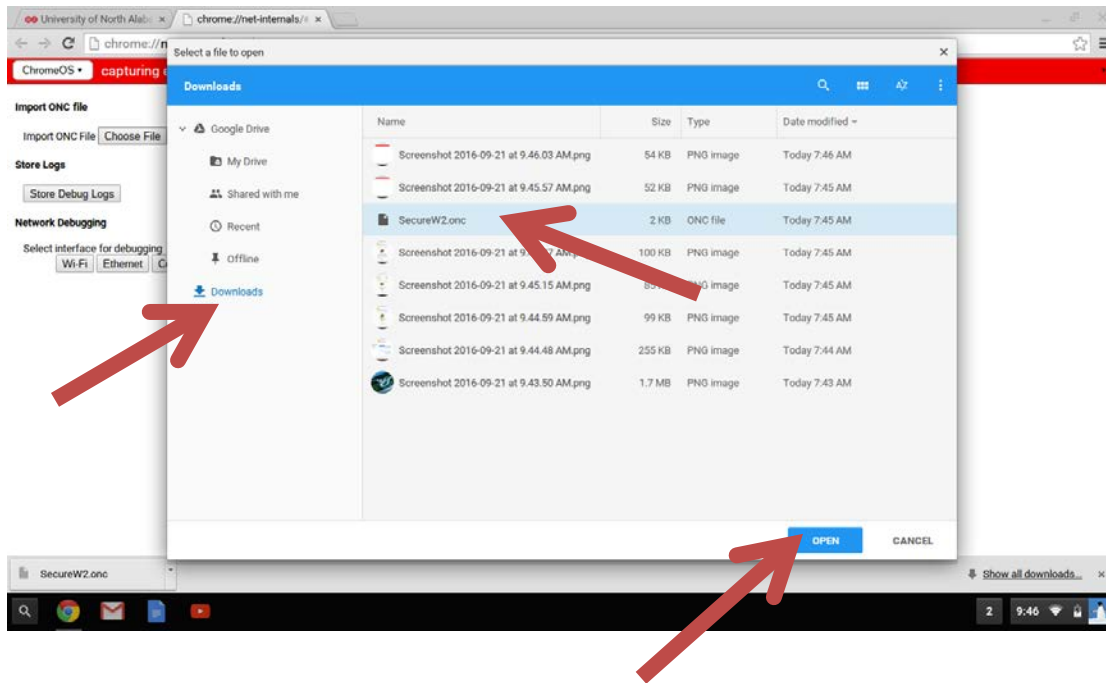 University of North Alab
chrome://net-internals/
chrome://n
ChromeOS
capturing
Import ONC file
Import ONC File Choose File
Store Logs
Store Debug Logs
Network Debugging
Select interface for debugging
Wi-Fi Ethernet
Select a file to open
Downloads
Google Drive
My Drive
Shared with me
Recent
Offline
Downloads
Name Size Type Date modified
Screenshot 2016-09-21 at 9.46.03 AM.png 54 KB PNG image Today 7:46 AM
Screenshot 2016-09-21 at 9.45.57 AM.png 52 KB PNG image Today 7:45 AM
SecureW2.onc 2 KB ONC file Today 7:45 AM
Screenshot 2016-09-21 at 100 KB PNG image Today 7:45 AM
Screenshot 2016-09-21 at 9.45.15 AM.png image Today 7:45 AM
Screenshot 2016-09-21 at 9.44.59 AM.png 99 KB PNG image Today 7:45 AM
Screenshot 2016-09-21 at 9.44.48 AM.png 255 KB PNG image Today 7:44 AM
Screenshot 2016-09-21 at 9.43.50 AM.png 1.7 MB PNG image Today 7:43 AM
OPEN CANCEL
SecureW2.onc
Show all downloads...
2 9:46